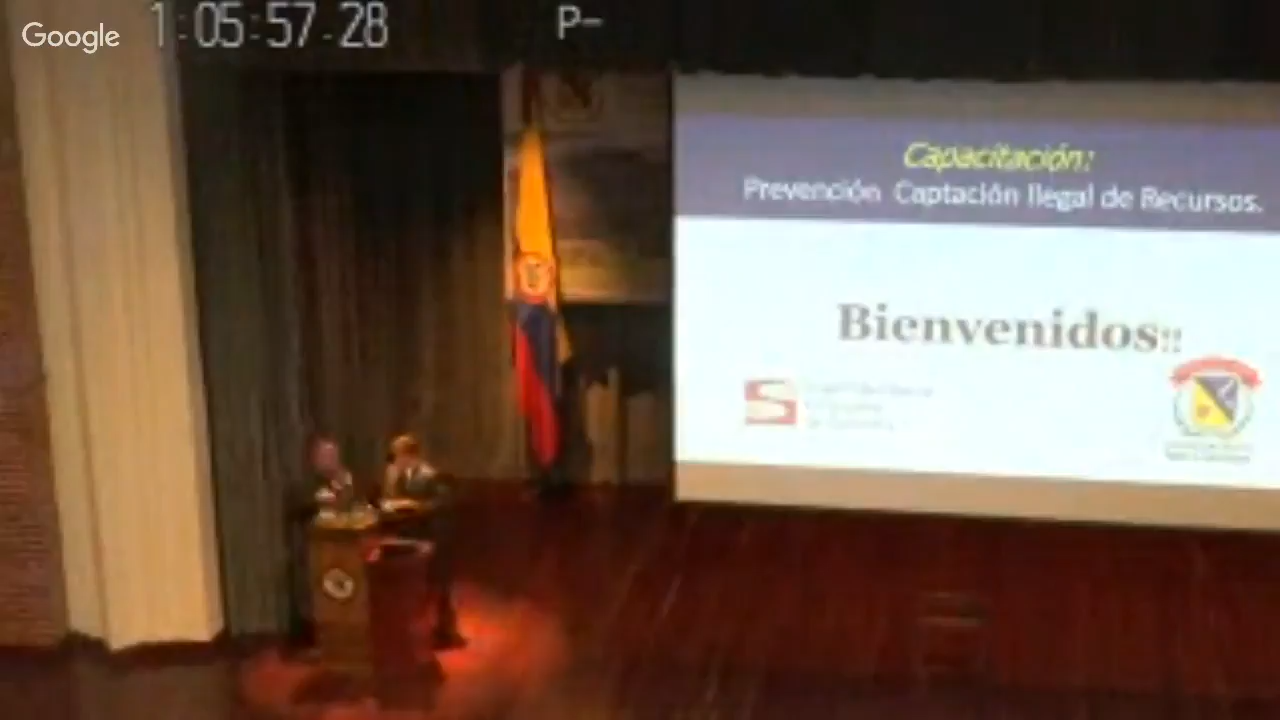 Google
1:05:57:28
P-
Capacitación:
Prevención Captación Ilegal de Recursos.
Bienvenidos::